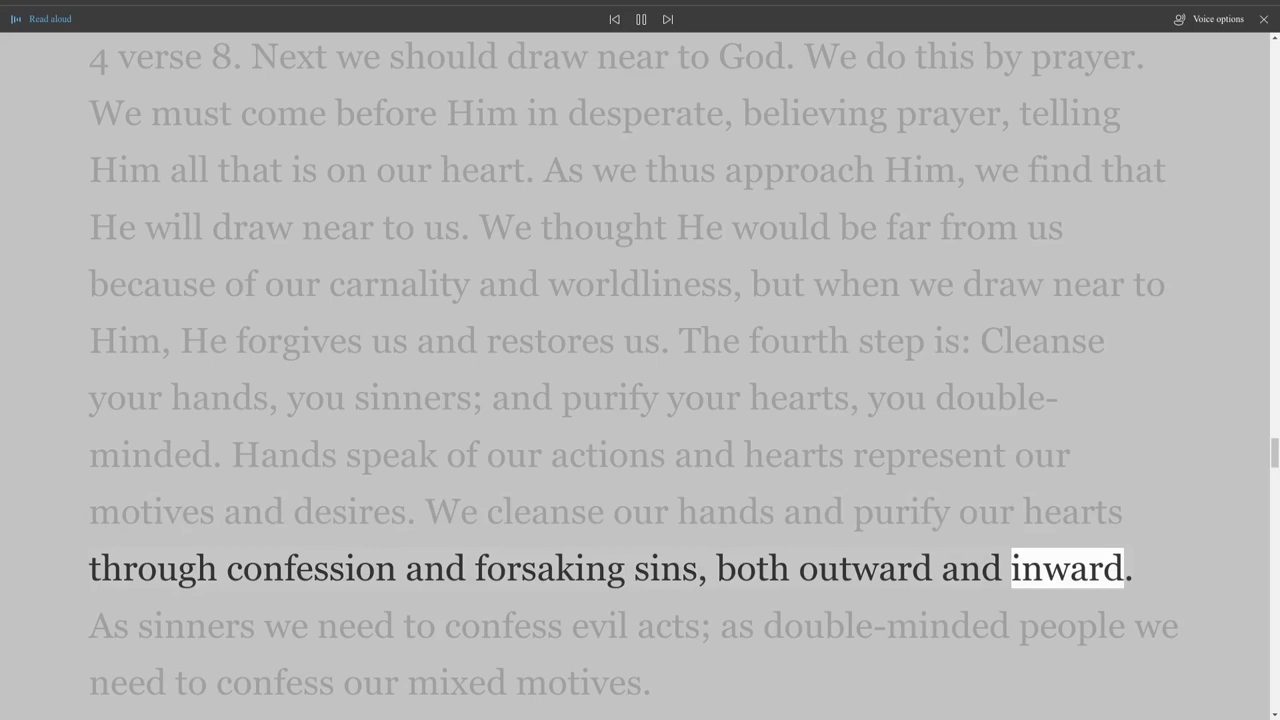 Read aloud
Voice options
4 verse 8. Next we should draw near to God. We do this by prayer.
We must come before Him in desperate, believing prayer, telling
Him all that is on our heart. As we thus approach Him, we find that
He will draw near to us. We thought He would be far from us
because of our carnality and worldliness, but when we draw near to
Him, He forgives us and restores us. The fourth step is: Cleanse
your hands, you sinners; and purify your hearts, you double-
minded. Hands speak of our actions and hearts represent our
motives and desires. We cleanse our hands and purify our hearts
through confession and forsaking sins, both outward and inward.
As sinners we need to confess evil acts; as double-minded people we
need to confess our mixed motives.